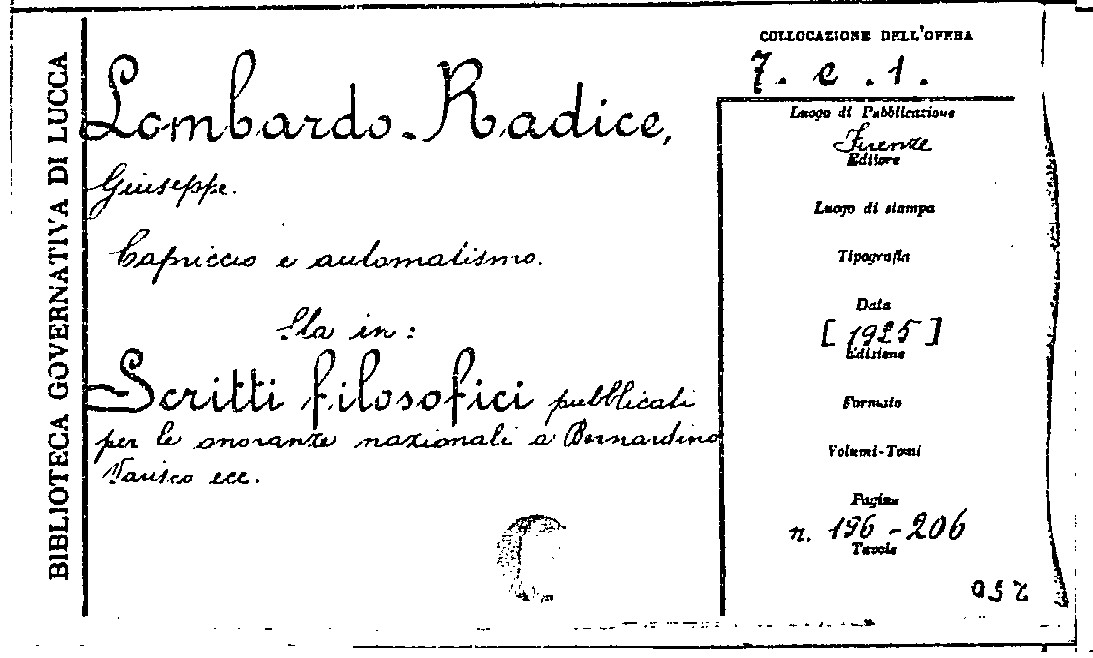 BIBLIOTECA GOVERNATIVA DI LUCCA
Lombardo-Radice,
Giuseppe.
Capriccio e automatismo.
Sta in:
Scritti filosofici pubblicati
per le onoranze nazionali a Bernardino
Varisco ecc.
C
COLLOCAZIONE DELL'OPERA
7. e. 1.
Luogo di Pubblicazione
Firenze
Editore
Luogo di stampa
Tipografia
Data
[1925]
Edizione
Formato
Volumi-Tomi
Pagine
n. 196-206
Tavole